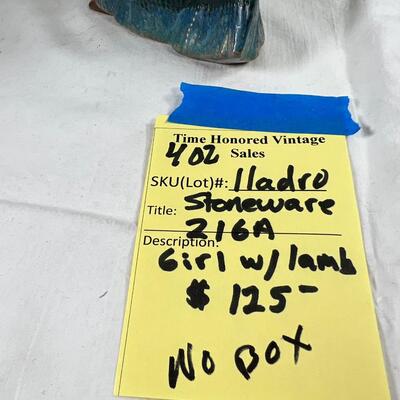 Time Honored Vintage
402 Sales
SKU(Lot)#: lladro
Title: Stoneware
216A
Description:
Girl w/ lamb
$ 125-
NO BOX